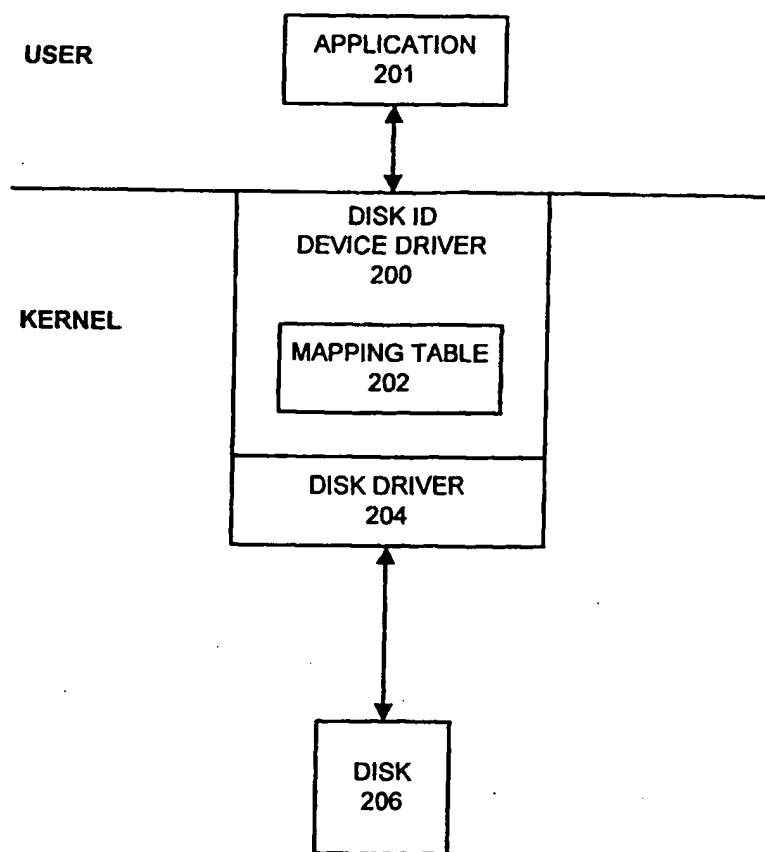 USER
APPLICATION
201
DISK ID
DEVICE DRIVER
200
KERNEL
MAPPING TABLE
202
DISK DRIVER
204
DISK
206